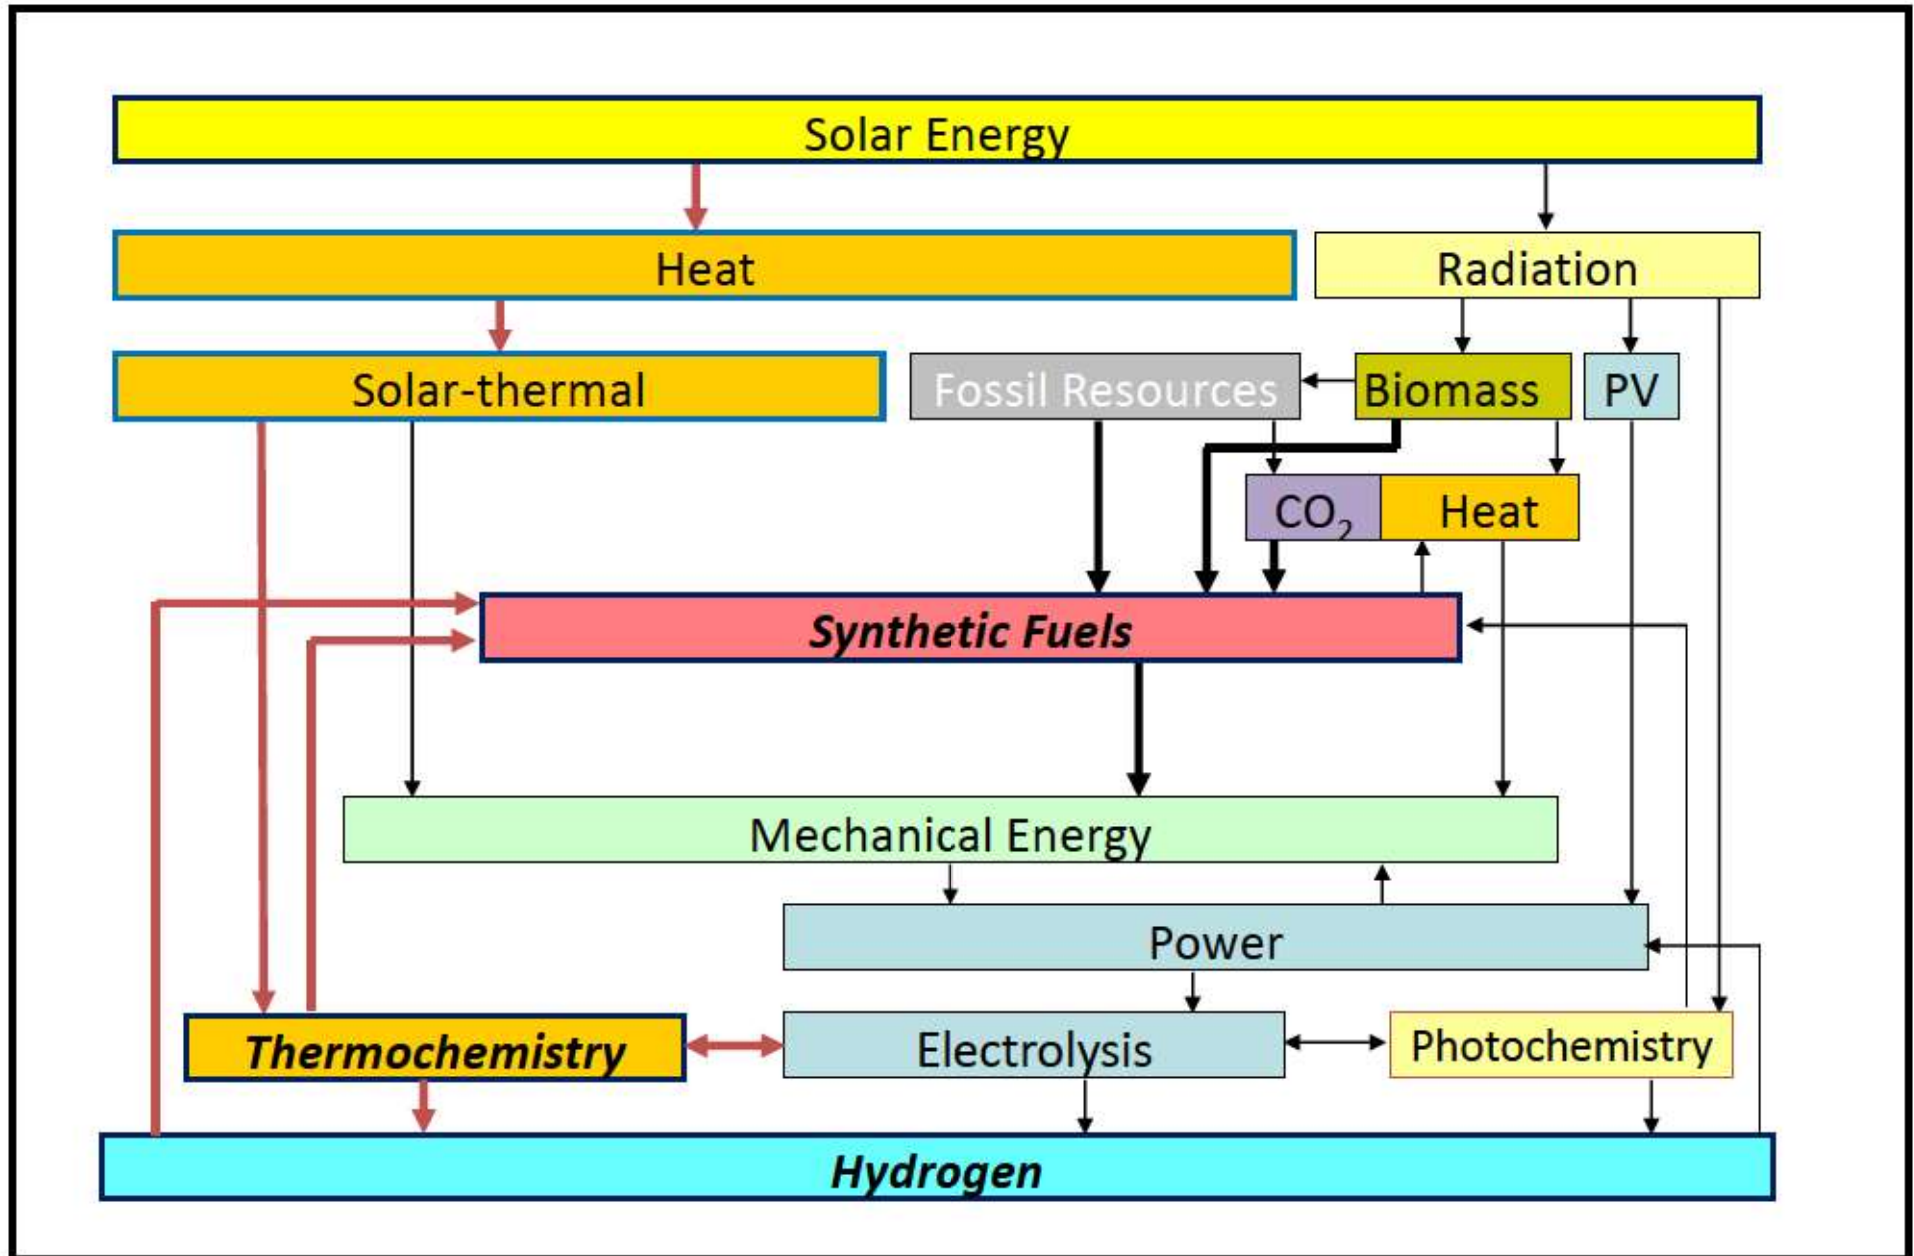 Solar Energy
Heat
Radiation
Solar-thermal
Fossil Resources
Biomass
PV
CO₂
Heat
Synthetic Fuels
Mechanical Energy
Power
Thermochemistry
Electrolysis
Photochemistry
Hydrogen